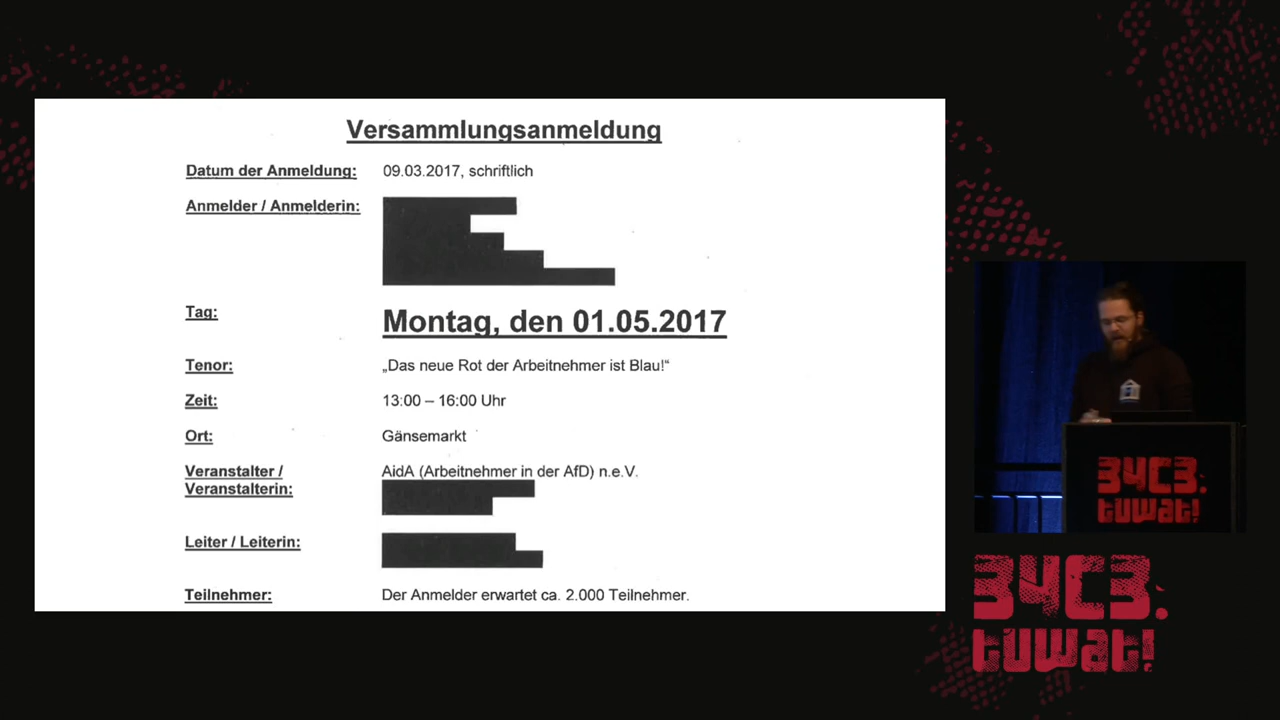 Versammlungsanmeldung
Datum der Anmeldung: 09.03.2017, schriftlich
Anmelder / Anmelderin:
Tag: Montag, den 01.05.2017
Tenor: „Das neue Rot der Arbeitnehmer ist Blau!“
Zeit: 13:00 – 16:00 Uhr
Ort: Gänsemarkt
Veranstalter / AidA (Arbeitnehmer in der AfD) n.e.V.
Veranstalterin:
Leiter / Leiterin:
Teilnehmer: Der Anmelder erwartet ca. 2.000 Teilnehmer.
34C3.
tuwat!
34C3.
tuwat!